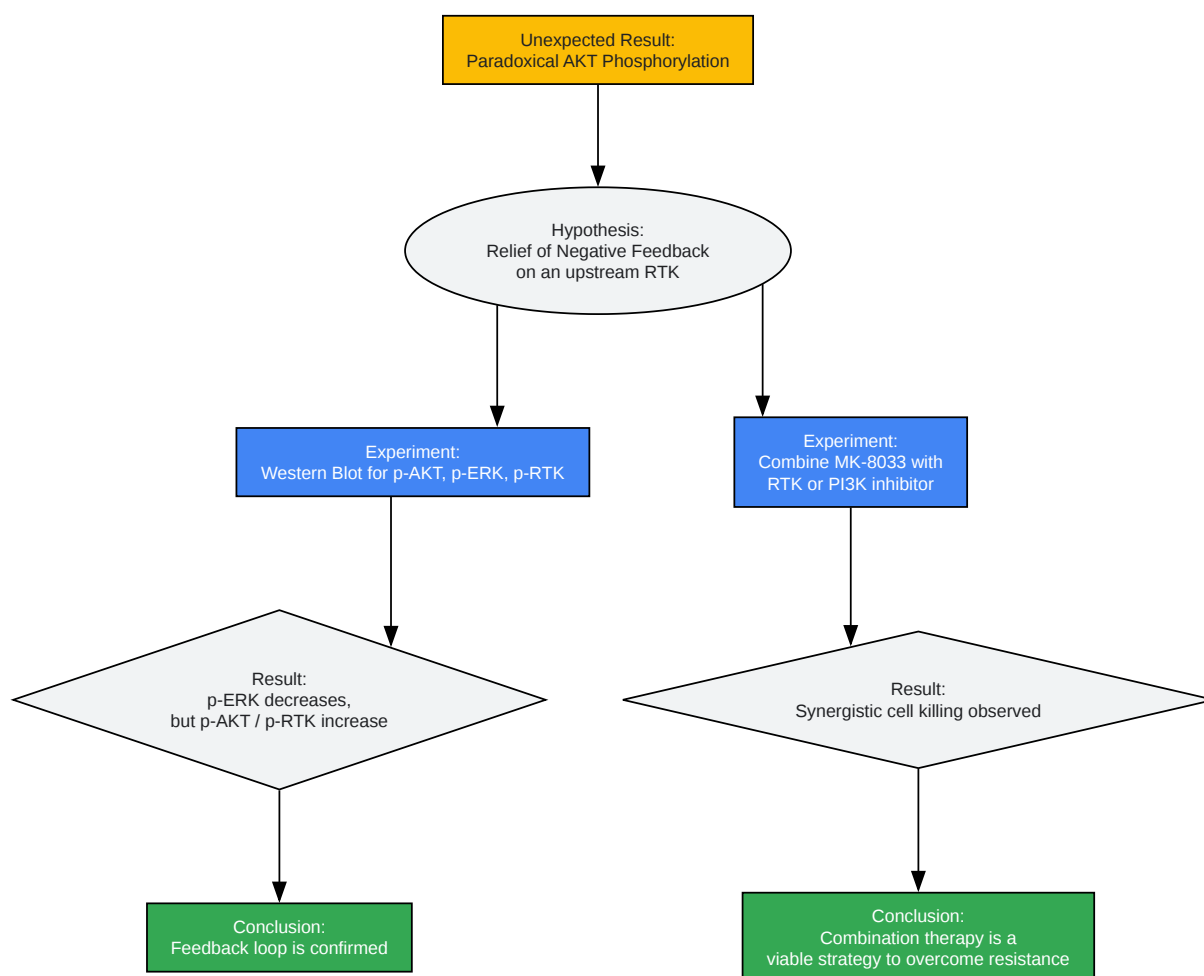 Unexpected Result:
Paradoxical AKT Phosphorylation
Hypothesis:
Relief of Negative Feedback
on an upstream RTK
Experiment:
Western Blot for p-AKT, p-ERK, p-RTK
Experiment:
Combine MK-8033 with
RTK or PI3K inhibitor
Result:
p-ERK decreases,
but p-AKT / p-RTK increase
Result:
Synergistic cell killing observed
Conclusion:
Feedback loop is confirmed
Conclusion:
Combination therapy is a
viable strategy to overcome resistance